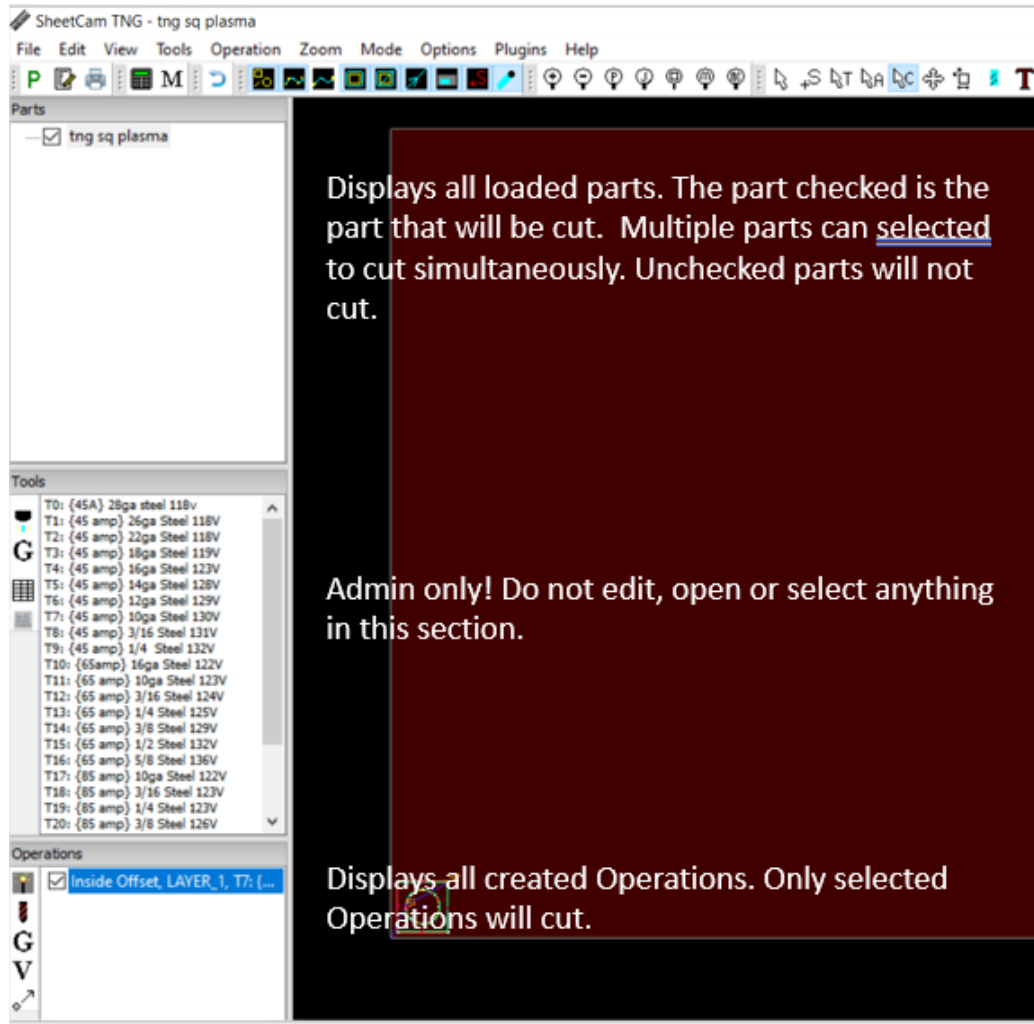 SheetCam TNG - tng sq plasma
File Edit View Tools Operation Zoom Mode Options Plugins Help
P M S T A C T
Parts
tng sq plasma
Displays all loaded parts. The part checked is the
part that will be cut. Multiple parts can selected
to cut simultaneously. Unchecked parts will not
cut.
Tools
T0: {45A} 28ga steel 118v
T1: {45 amp} 26ga Steel 118V
T2: {45 amp} 22ga Steel 118V
T3: {45 amp} 18ga Steel 119V
T4: {45 amp} 16ga Steel 123V
T5: {45 amp} 14ga Steel 128V
T6: {45 amp} 12ga Steel 129V
T7: {45 amp} 10ga Steel 130V
T8: {45 amp} 3/16 Steel 131V
T9: {45 amp} 1/4 Steel 132V
T10: {65amp} 16ga Steel 122V
T11: {65 amp} 10ga Steel 123V
T12: {65 amp} 3/16 Steel 124V
T13: {65 amp} 1/4 Steel 125V
T14: {65 amp} 3/8 Steel 129V
T15: {65 amp} 1/2 Steel 132V
T16: {65 amp} 5/8 Steel 136V
T17: {85 amp} 10ga Steel 122V
T18: {85 amp} 3/16 Steel 123V
T19: {85 amp} 1/4 Steel 123V
T20: {85 amp} 3/8 Steel 126V
G
Admin only! Do not edit, open or select anything
in this section.
Operations
Inside Offset, LAYER_1, T7: {...
G
V
Displays all created Operations. Only selected
Operations will cut.